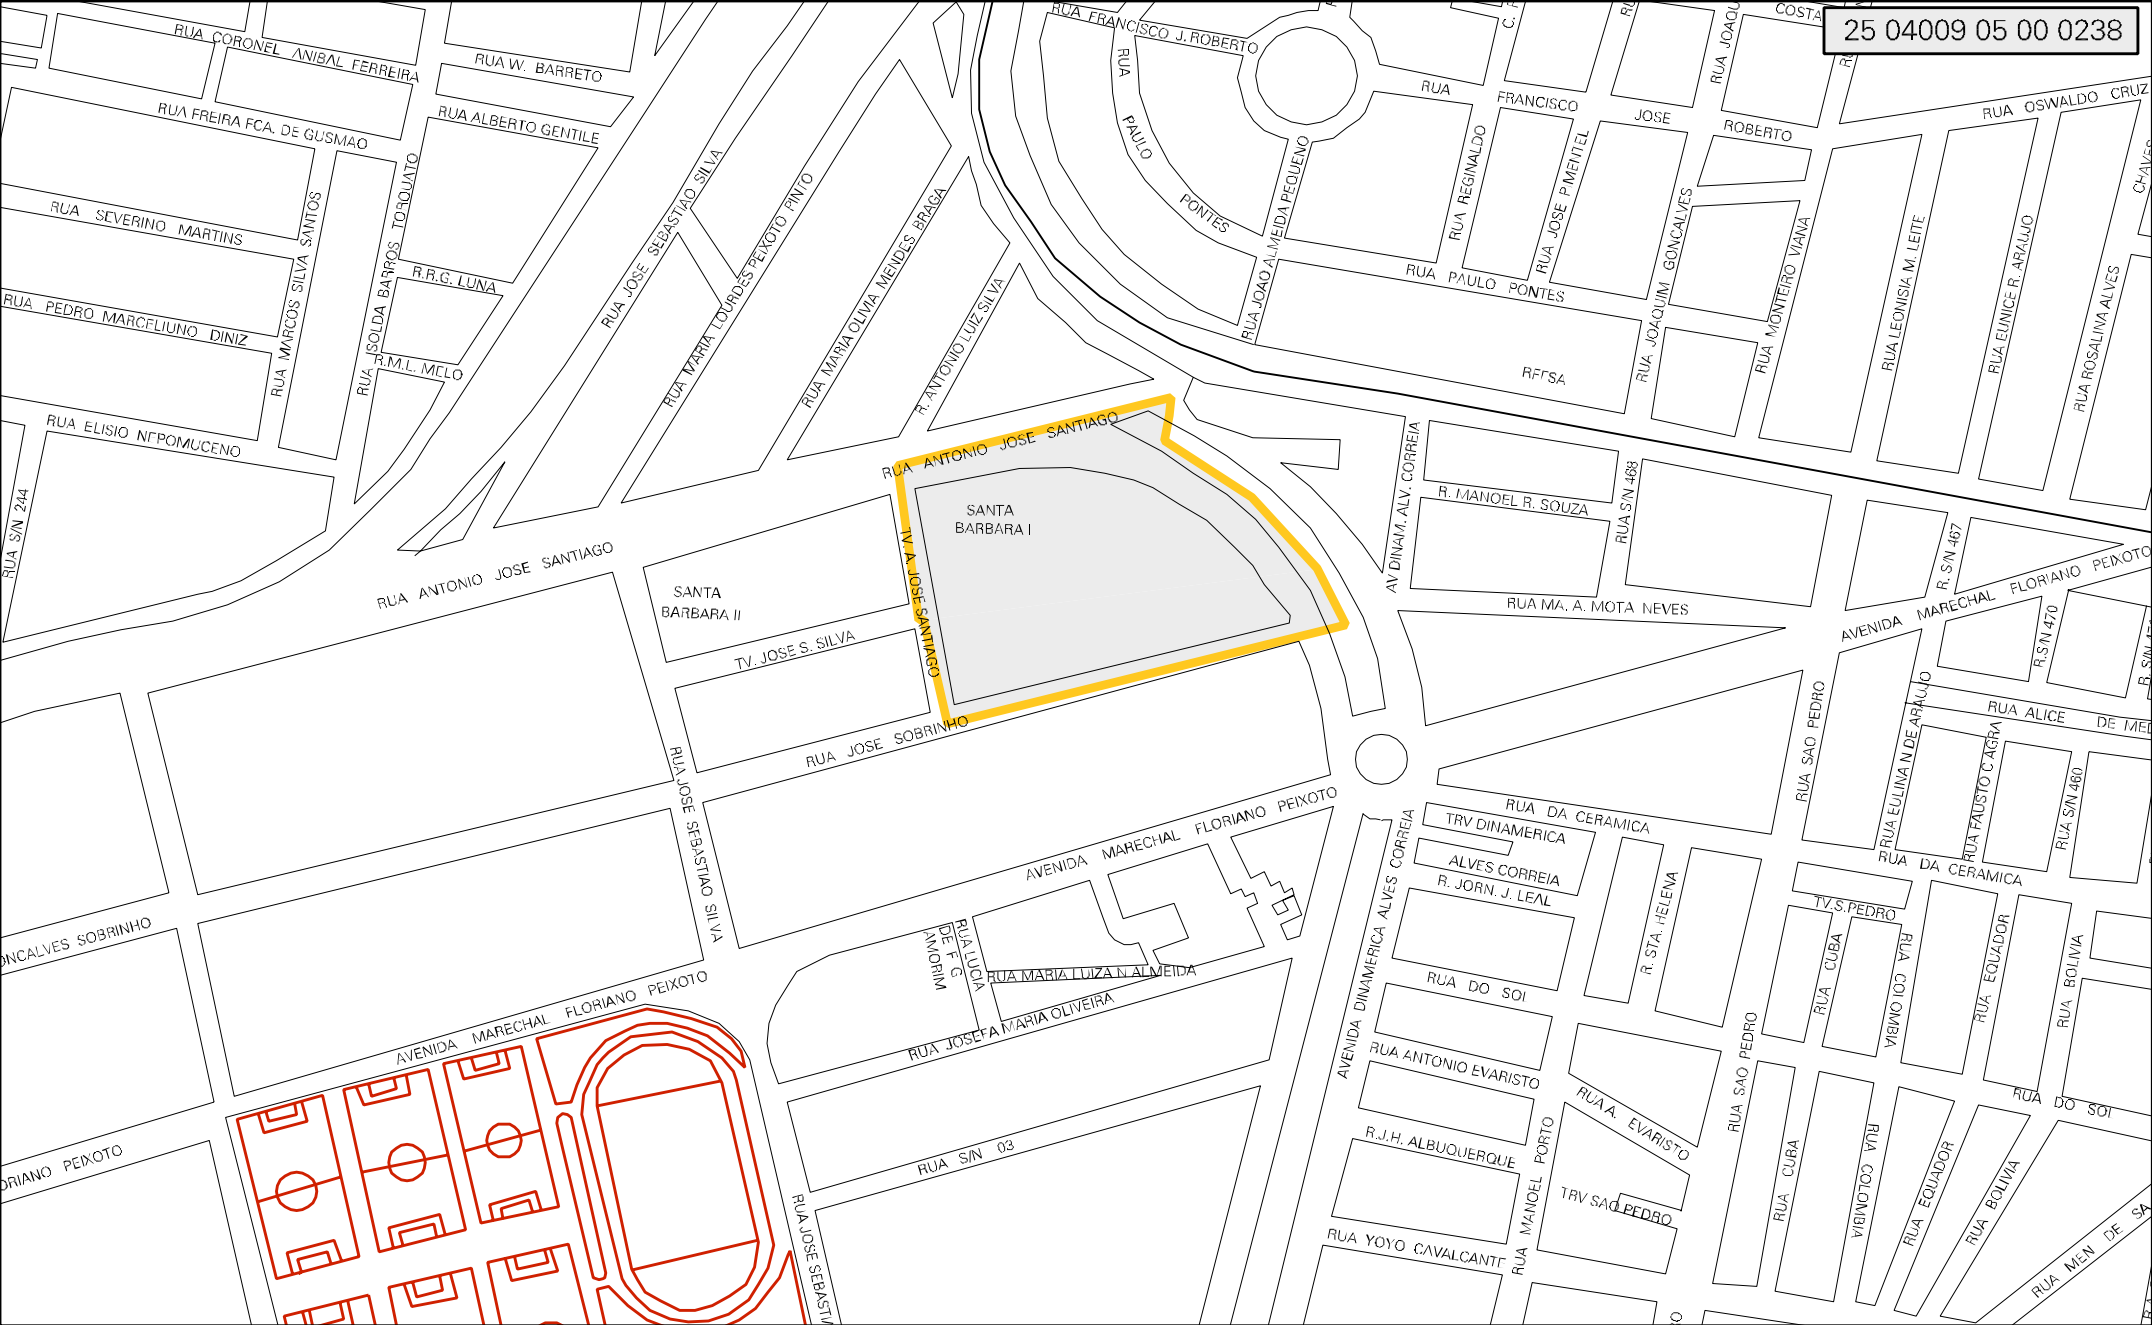 25 04009 05 00 0238
RUA CORONEL ANIBAL FERREIRA
RUA W. BARRETO
RUA FREIRA FCA. DE GUSMAO
RUA ALBERTO GENTILE
RUA SEVERINO MARTINS
RUA PEDRO MARCELIUNO DINIZ
RUA MARCOS SILVA SANTOS
RUA ISOLDA BARROS TORQUATO
R.R.G. LUNA
R.M.L. MELO
RUA ELISIO NEPOMUCENO
RUA S/N 244
RUA JOSE SEBASTIAO SILVA
RUA MARIA LOURDES PEIXOTO PINTO
RUA MARIA OLIVIA MENDES BRAGA
R. ANTONIO LUIZ SILVA
RUA FRANCISCO J. ROBERTO
RUA PAULO PONTES
RUA JOAO ALMEIDA PEQUENO
RUA FRANCISCO JOSE ROBERTO
RUA REGINALDO
RUA JOSE PIMENTEL
RUA JOAQUIM GONCALVES
RUA JOAQU
COSTA
RUA OSWALDO CRUZ
RUA PAULO PONTES
RUA MONTEIRO VIANA
RUA LEONISIA M. LEITE
RUA EUNICE R. ARAUJO
RUA ROSALINA ALVES
CHAVES
RFFSA
RUA ANTONIO JOSE SANTIAGO
SANTA
BARBARA I
TV. A. JOSE SANTIAGO
RUA ANTONIO JOSE SANTIAGO
SANTA
BARBARA II
TV. JOSE S. SILVA
RUA JOSE SOBRINHO
AV DINAM. ALV. CORREIA
R. MANOEL R. SOUZA
RUA S/N 468
RUA MA. A. MOTA NEVES
R. S/N 467
AVENIDA MARECHAL FLORIANO PEIXOTO
R.S/N 470
RUA ALICE DE MED
RUA SAO PEDRO
RUA EULINA N DE ARAUJO
RUA FAUSTO C AGRA
RUA S/N 460
RUA JOSE SEBASTIAO SILVA
AVENIDA MARECHAL FLORIANO PEIXOTO
RUA DA CERAMICA
TRV DINAMERICA
ALVES CORREIA
R. JORN. J. LEAL
RUA DA CERAMICA
TV.S.PEDRO
R. STA. HELENA
RUA CUBA
RUA COLOMBIA
RUA EQUADOR
RUA BOLIVIA
ONCALVES SOBRINHO
RUA LUCIA
DE F G
AMORIM
RUA MARIA LUIZA N ALMEIDA
RUA JOSEFA MARIA OLIVEIRA
AVENIDA MARECHAL FLORIANO PEIXOTO
AVENIDA DINAMERICA ALVES CORREIA
RUA DO SOl
RUA ANTONIO EVARISTO
RUA A. EVARISTO
RUA SAO PEDRO
RUA DO SOl
R.J.H. ALBUQUERQUE
RUA MANOEL PORTO
TRV SAO PEDRO
RUA CUBA
RUA COLOMBIA
RUA EQUADOR
RUA BOLIVIA
RUA MEN DE SA
RUA YOYO CAVALCANTE
ORIANO PEIXOTO
RUA S/N 03
RUA JOSE SEBASTI